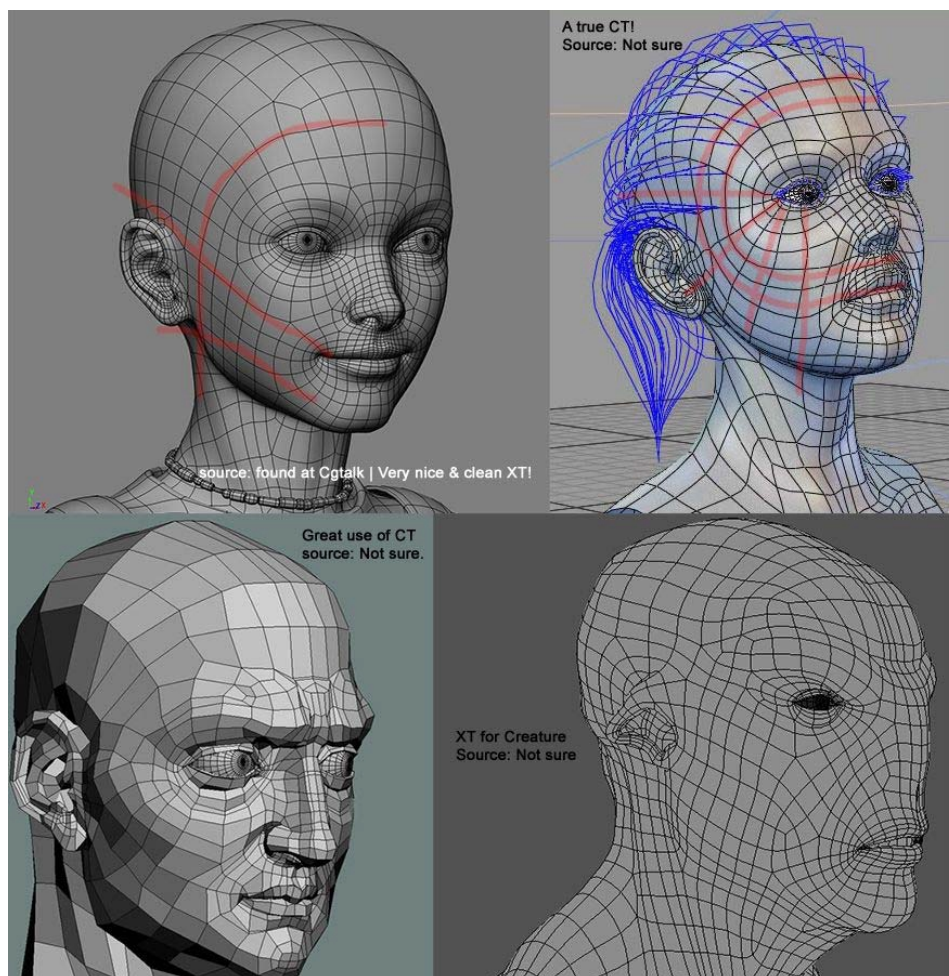 A true CT!
Source: Not sure
source: found at Cgtalk | Very nice & clean XT!
Great use of CT
source: Not sure.
XT for Creature
Source: Not sure